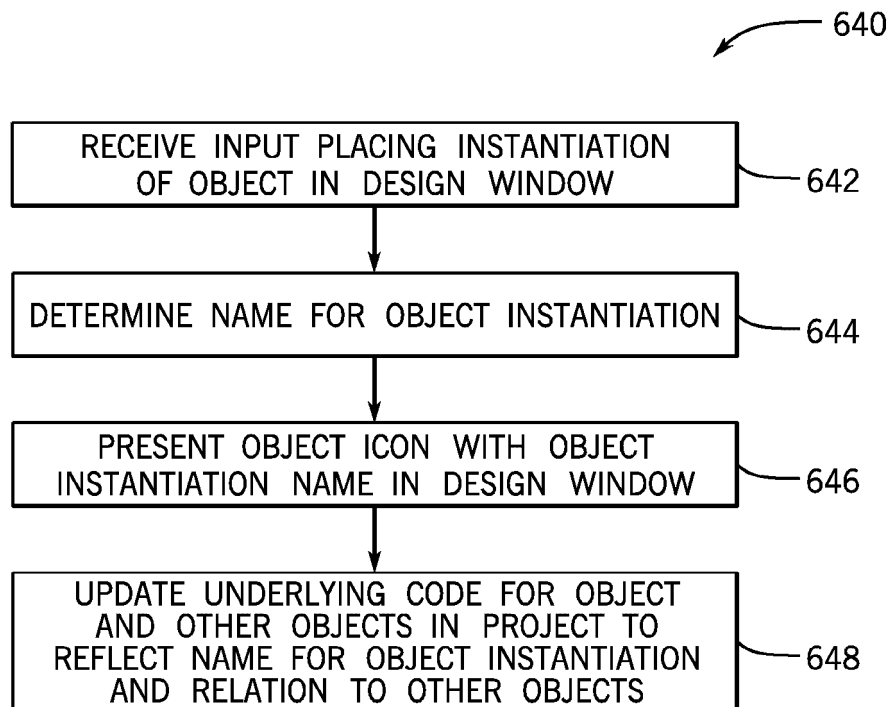 640
RECEIVE INPUT PLACING INSTANTIATION
OF OBJECT IN DESIGN WINDOW
642
DETERMINE NAME FOR OBJECT INSTANTIATION
644
PRESENT OBJECT ICON WITH OBJECT
INSTANTIATION NAME IN DESIGN WINDOW
646
UPDATE UNDERLYING CODE FOR OBJECT
AND OTHER OBJECTS IN PROJECT TO
REFLECT NAME FOR OBJECT INSTANTIATION
AND RELATION TO OTHER OBJECTS
648